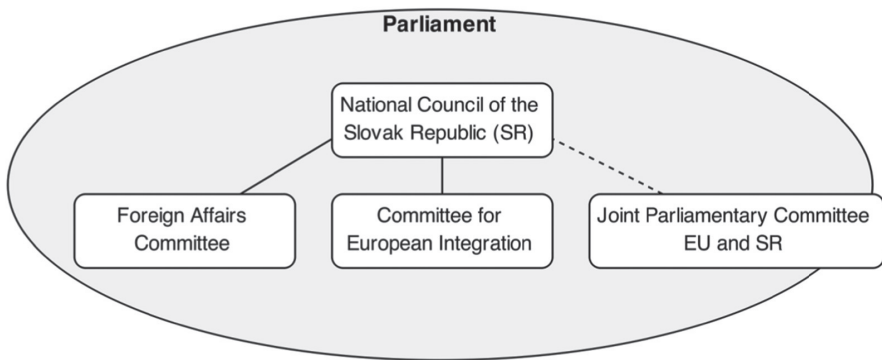 Parliament
National Council of the
Slovak Republic (SR)
Foreign Affairs
Committee
Committee for
European Integration
Joint Parliamentary Committee
EU and SR